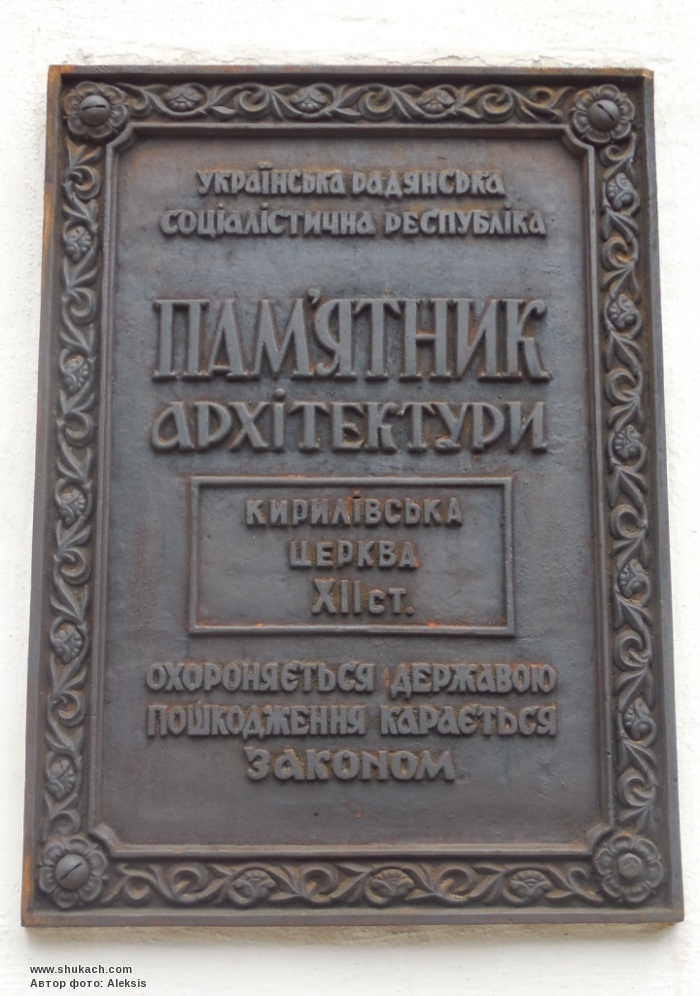 УКРАЇНСЬКА РАДЯНСЬКА
СОЦІАЛІСТИЧНА РЕСПУБЛІКА
ПАМ'ЯТНИК
АРХІТЕКТУРИ
КИРИЛІВСЬКА
ЦЕРКВА
XII ст.
ОХОРОНЯЄТЬСЯ ДЕРЖАВОЮ
ПОШКОДЖЕННЯ КАРАЄТЬСЯ
ЗАКОНОМ
www.shukach.com
Автор фото: Aleksis